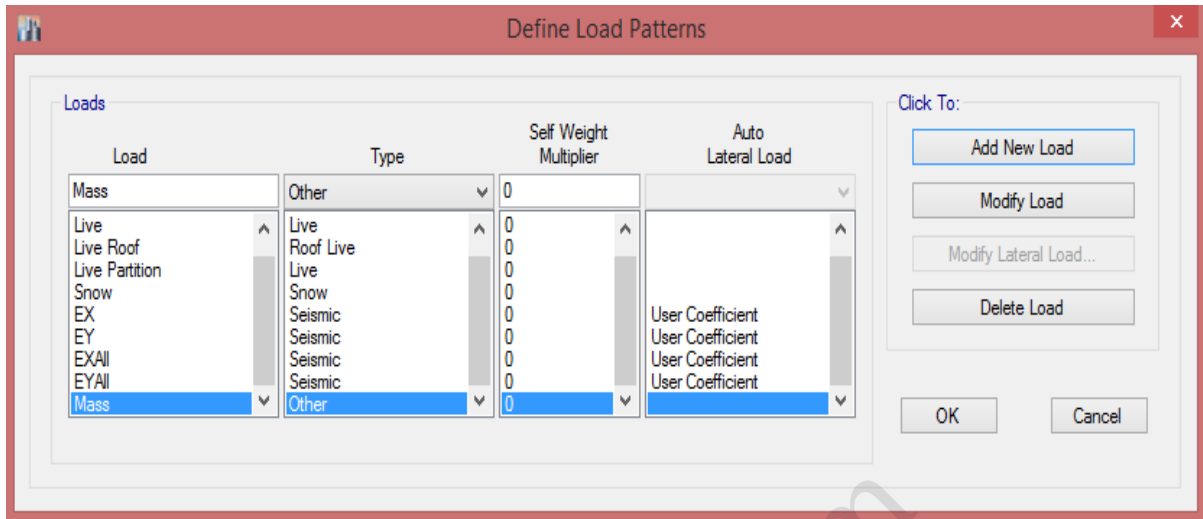 Define Load Patterns
x
Loads
Click To:
Load Type Self Weight Multiplier Auto Lateral Load
Mass Other 0
Live Live 0
Live Roof Roof Live 0
Live Partition Live 0
Snow Snow 0
EX Seismic 0 User Coefficient
EY Seismic 0 User Coefficient
EXAll Seismic 0 User Coefficient
EYAll Seismic 0 User Coefficient
Mass Other 0
Add New Load
Modify Load
Modify Lateral Load...
Delete Load
OK Cancel